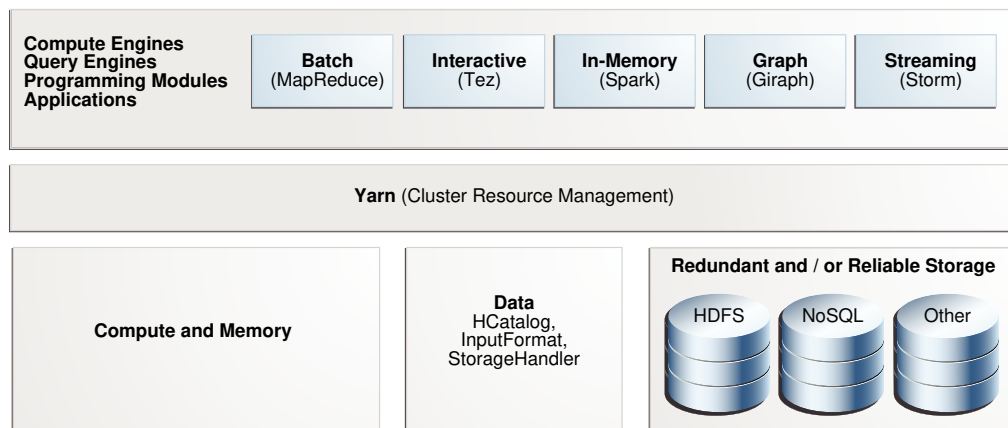 Compute Engines
Query Engines
Programming Modules
Applications
Batch
(MapReduce)
Interactive
(Tez)
In-Memory
(Spark)
Graph
(Giraph)
Streaming
(Storm)
Yarn (Cluster Resource Management)
Compute and Memory
Data
HCatalog,
InputFormat,
StorageHandler
Redundant and / or Reliable Storage
HDFS
NoSQL
Other